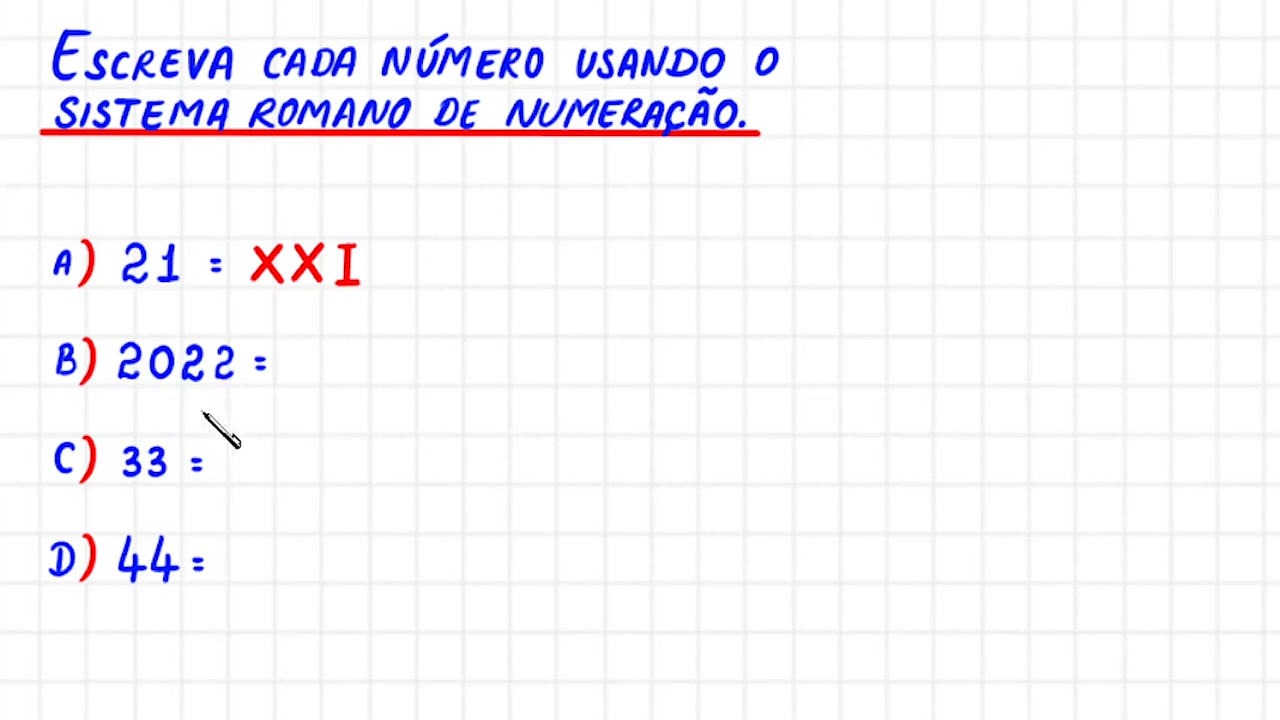 ESCREVA CADA NÚMERO USANDO O
SISTEMA ROMANO DE NUMERAÇÃO.
A) 21 = XXI
B) 2022 =
C) 33 =
D) 44 =